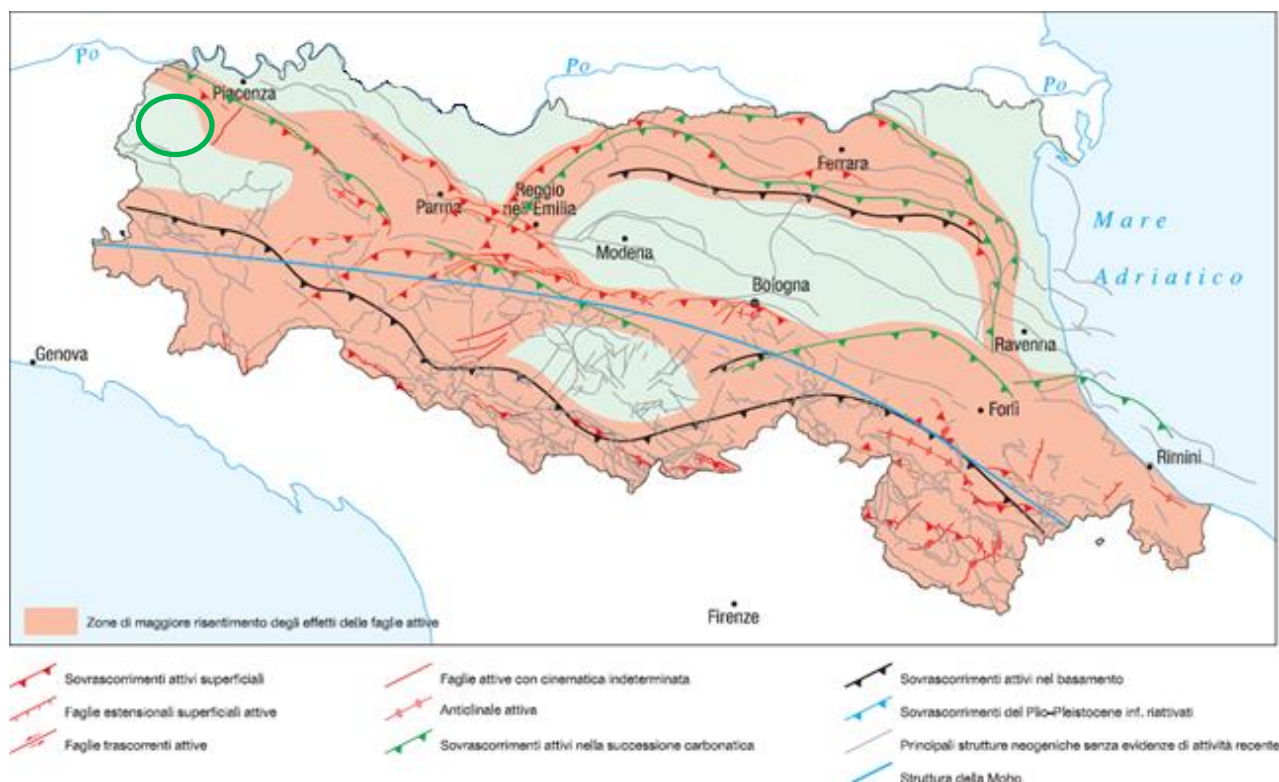 Po
Po
Po
Piacenza
Ferrara
Parma
Reggio
nell'Emilia
Modena
Mare
Adriatico
Bologna
Ravenna
Genova
Forlì
Rimini
Firenze
Zone di maggiore risentimento degli effetti delle faglie attive
Sovrascorrimenti attivi superficiali
Faglie attive con cinematica indeterminata
Sovrascorrimenti attivi nel basamento
Faglie estensionali superficiali attive
Anticlinale attiva
Sovrascorrimenti del Plio-Pleistocene inf. riattivati
Faglie trascorrenti attive
Sovrascorrimenti attivi nella successione carbonatica
Principali strutture neogeniche senza evidenze di attività recente
Struttura della Moho